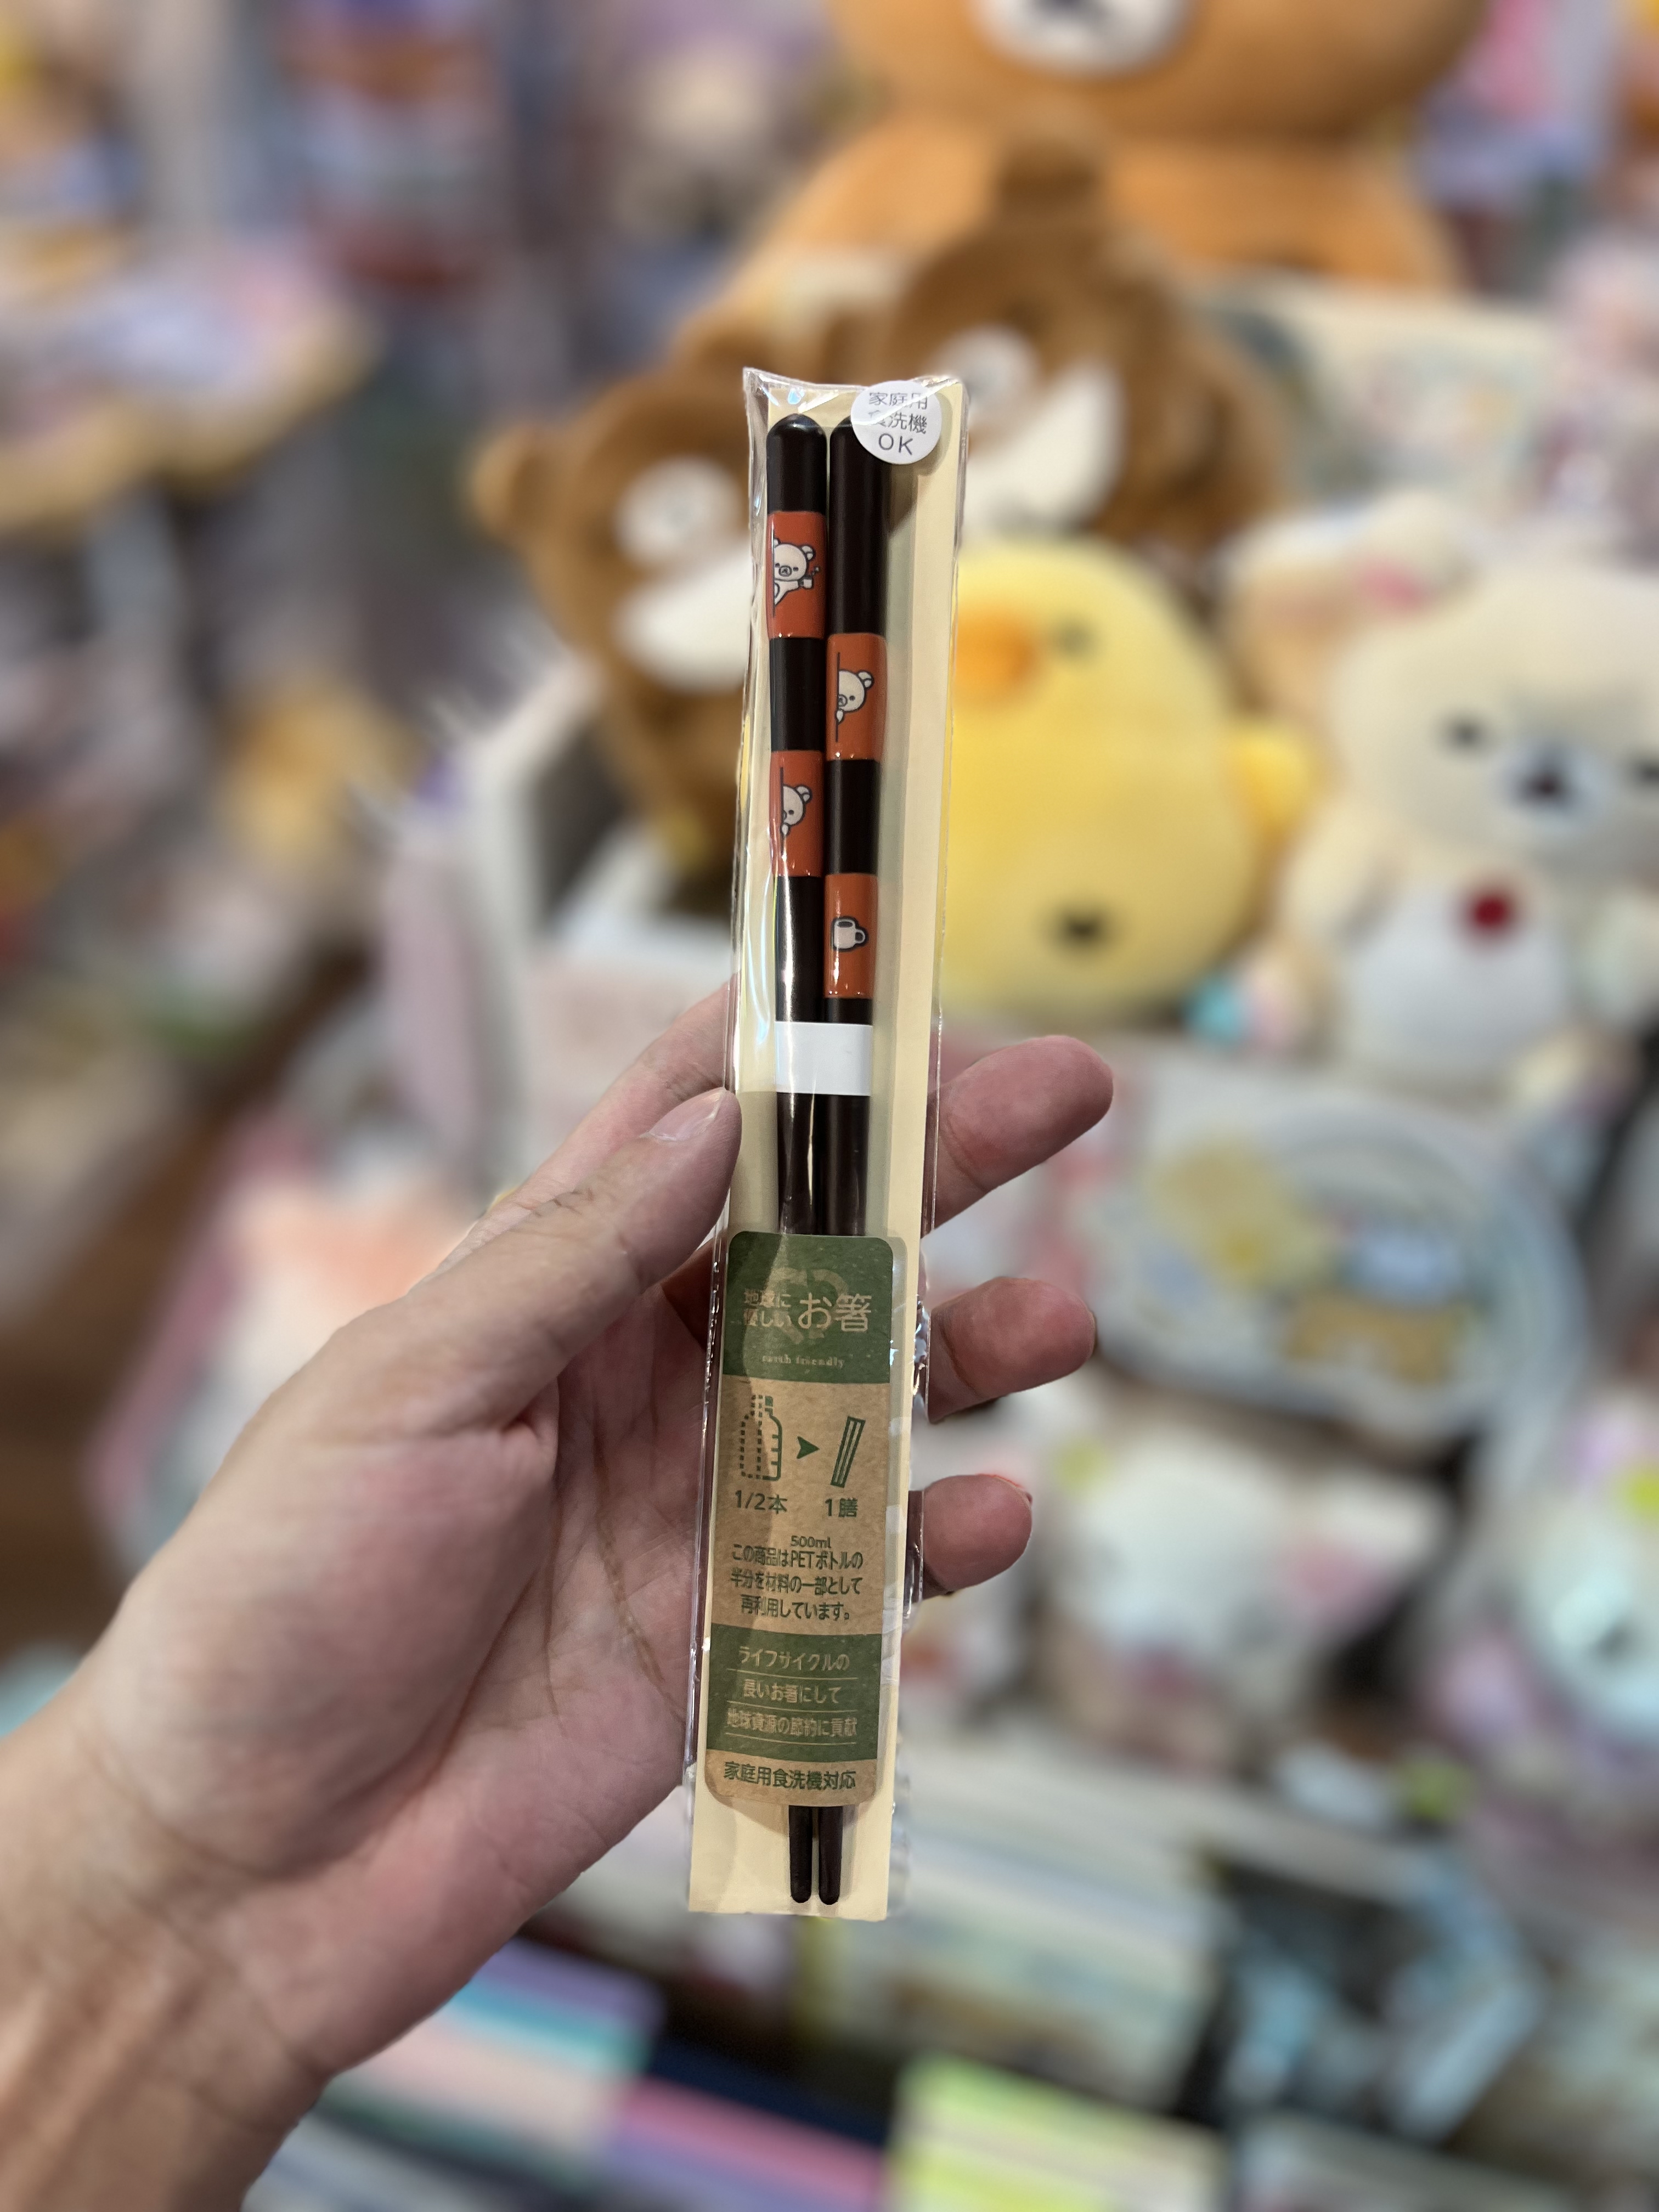 家庭用
食洗機
OK
地球に
優しい お箸
earth friendly
1/2本 1膳
500ml
この商品はPETボトルの
半分を材料の一部として
再利用しています。
ライフサイクルの
長いお箸にして
地球資源の節約に貢献
家庭用食洗機対応